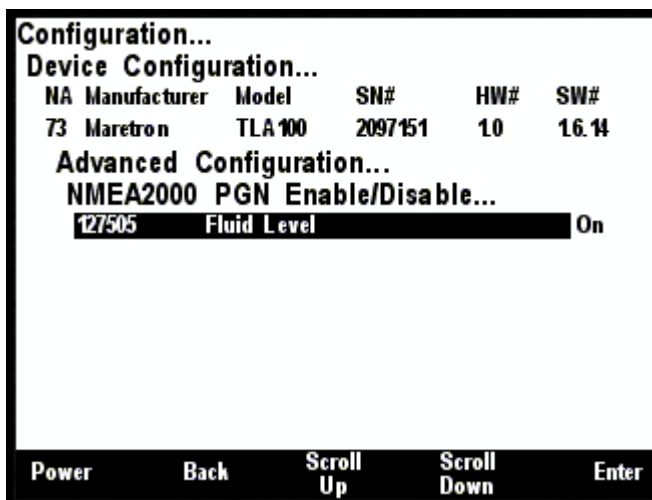 Configuration...
Device Configuration...
NA Manufacturer Model SN# HW# SW#
73 Maretron TLA100 2097151 1.0 1.6.14
Advanced Configuration...
NMEA2000 PGN Enable/Disable...
127505 Fluid Level On
Power Back Scroll Up Scroll Down Enter